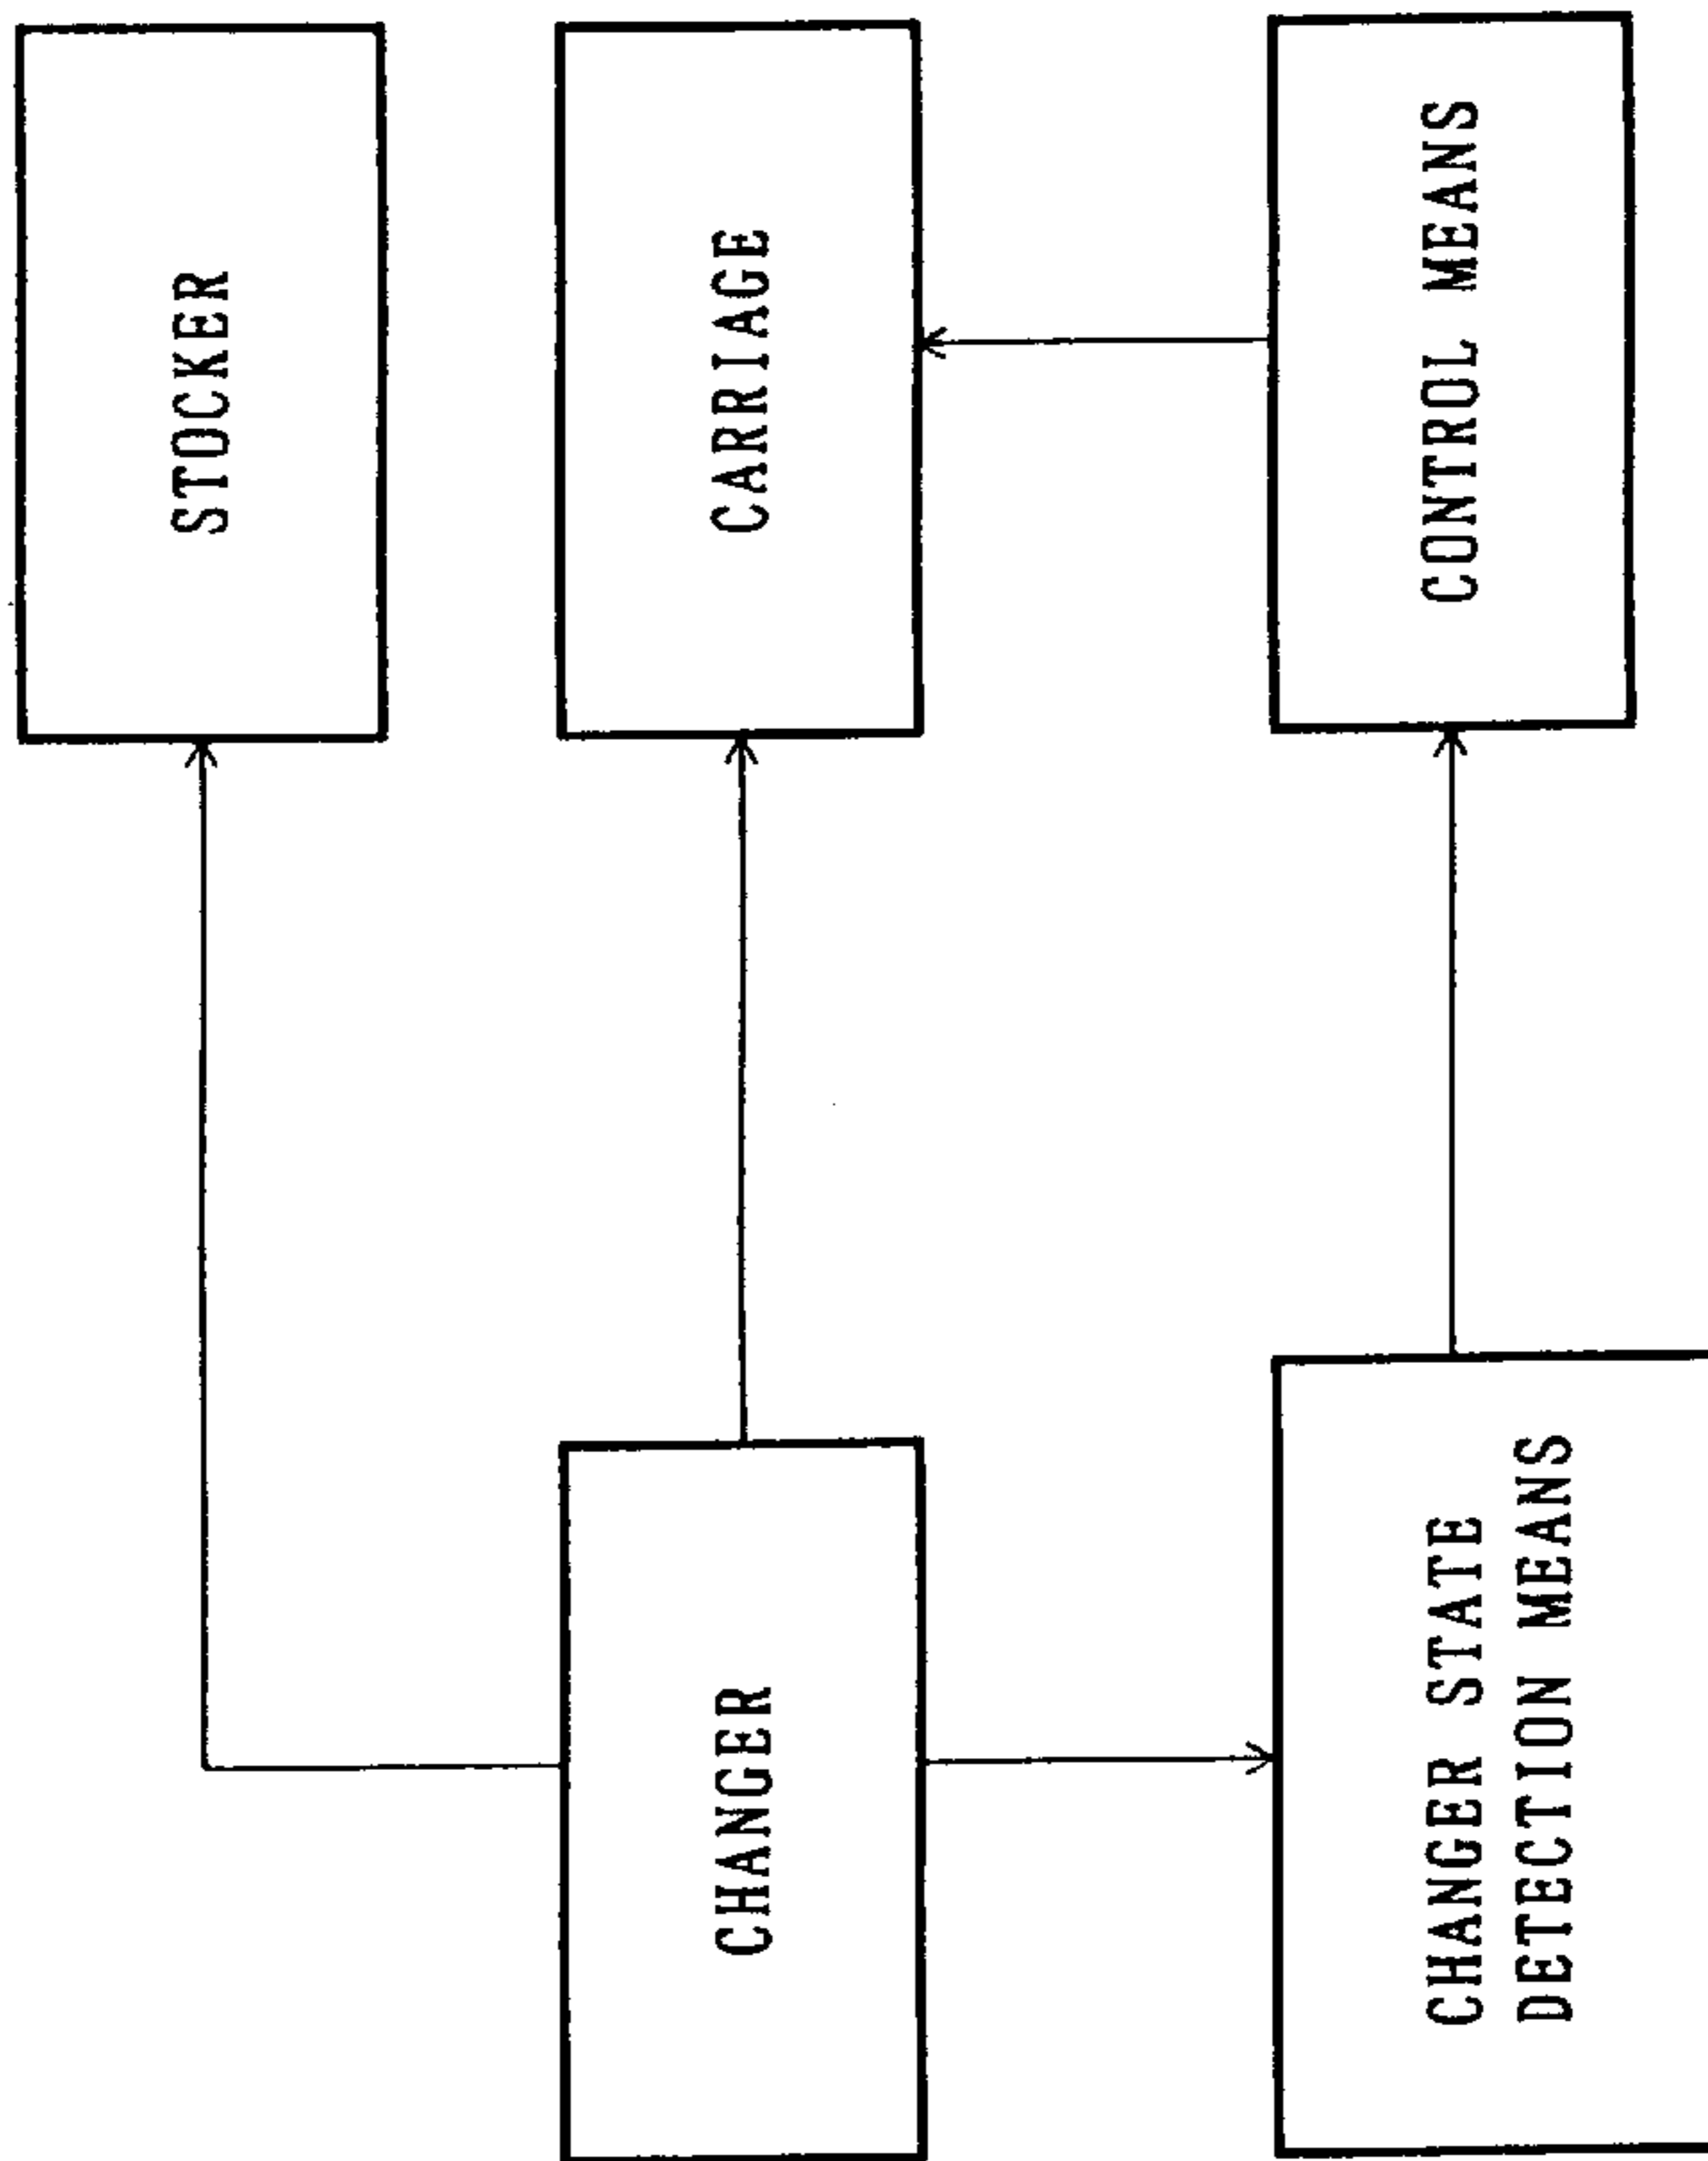 STOCKER
CARRIAGE
CONTROL MEANS
CHANGER
CHANGER STATE
DETECTION MEANS